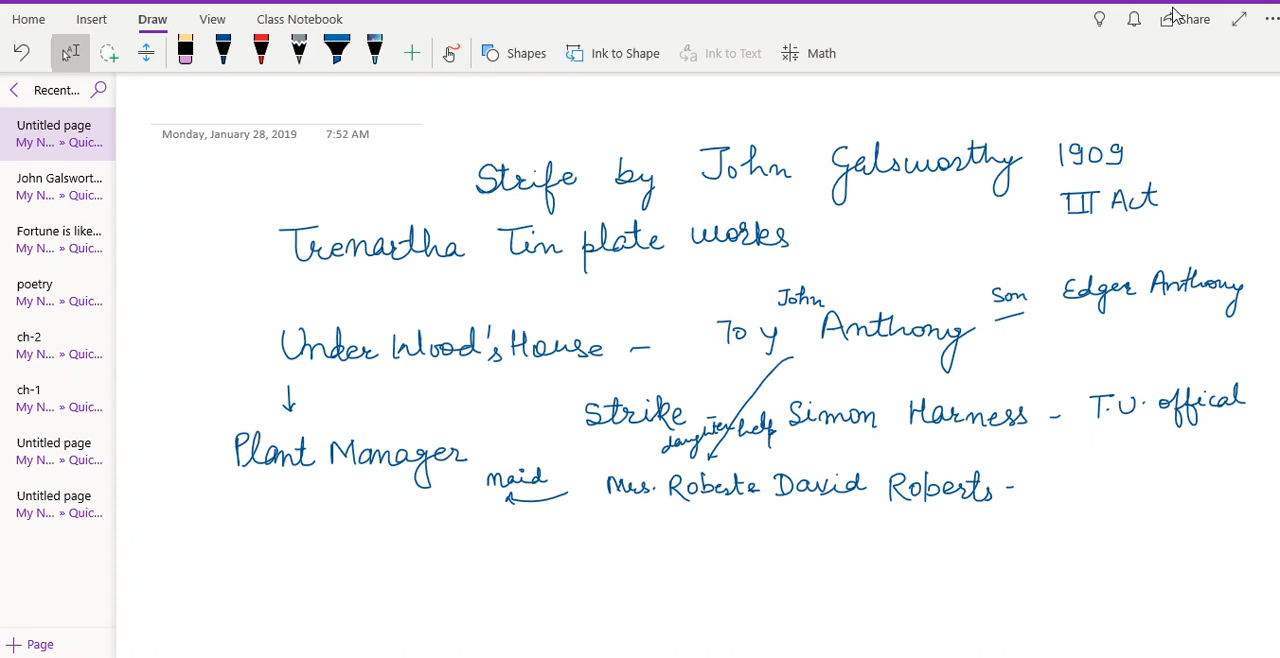 Home Insert Draw View Class Notebook Share
Shapes Ink to Shape Ink to Text Math
Recent...
Untitled page
My N... » Quic...
John Galswort...
My N... » Quic...
Fortune is like...
My N... » Quic...
poetry
My N... » Quic...
ch-2
My N... » Quic...
ch-1
My N... » Quic...
Untitled page
My N... » Quic...
Untitled page
My N... » Quic...
Page
Monday, January 28, 2019 7:52 AM
Strife by John Galsworthy 1909
III Act
Trenartha Tin plate works
John Son Edger Anthony
Under Wood's House - 70 y Anthony
↓
Strike Simon Harness - T.U. offical
daughter help
Plant Manager
maid Mrs. Roberts David Roberts -